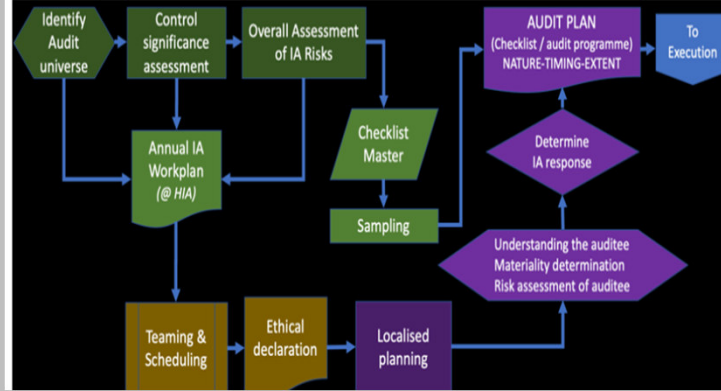 Identify
Audit
universe
Control
significance
assessment
Overall Assessment
of IA Risks
AUDIT PLAN
(Checklist / audit programme)
NATURE-TIMING-EXTENT
To
Execution
Annual IA
Workplan
(@ HIA)
Checklist
Master
Determine
IA response
Sampling
Understanding the auditee
Materiality determination
Risk assessment of auditee
Teaming &
Scheduling
Ethical
declaration
Localised
planning